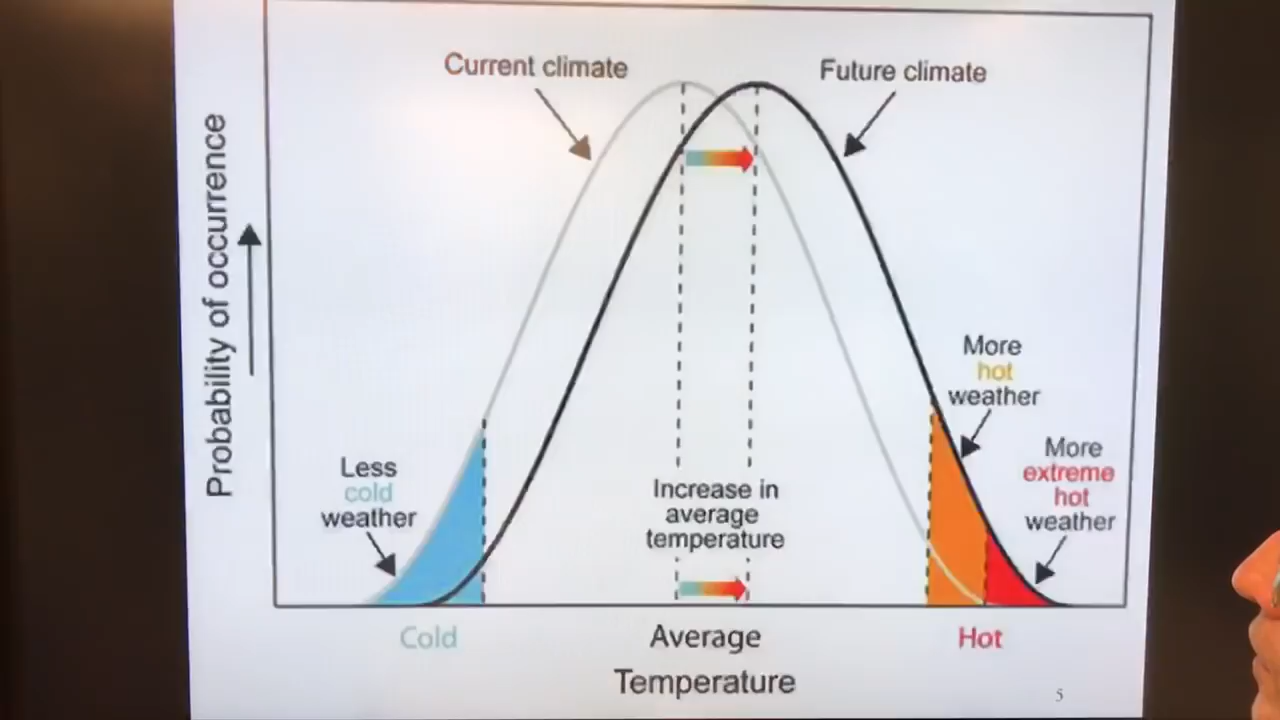 Current climate
Future climate
Probability of occurrence
More
hot
weather
More
extreme
hot
weather
Less
cold
weather
Increase in
average
temperature
Cold
Average
Hot
Temperature
5